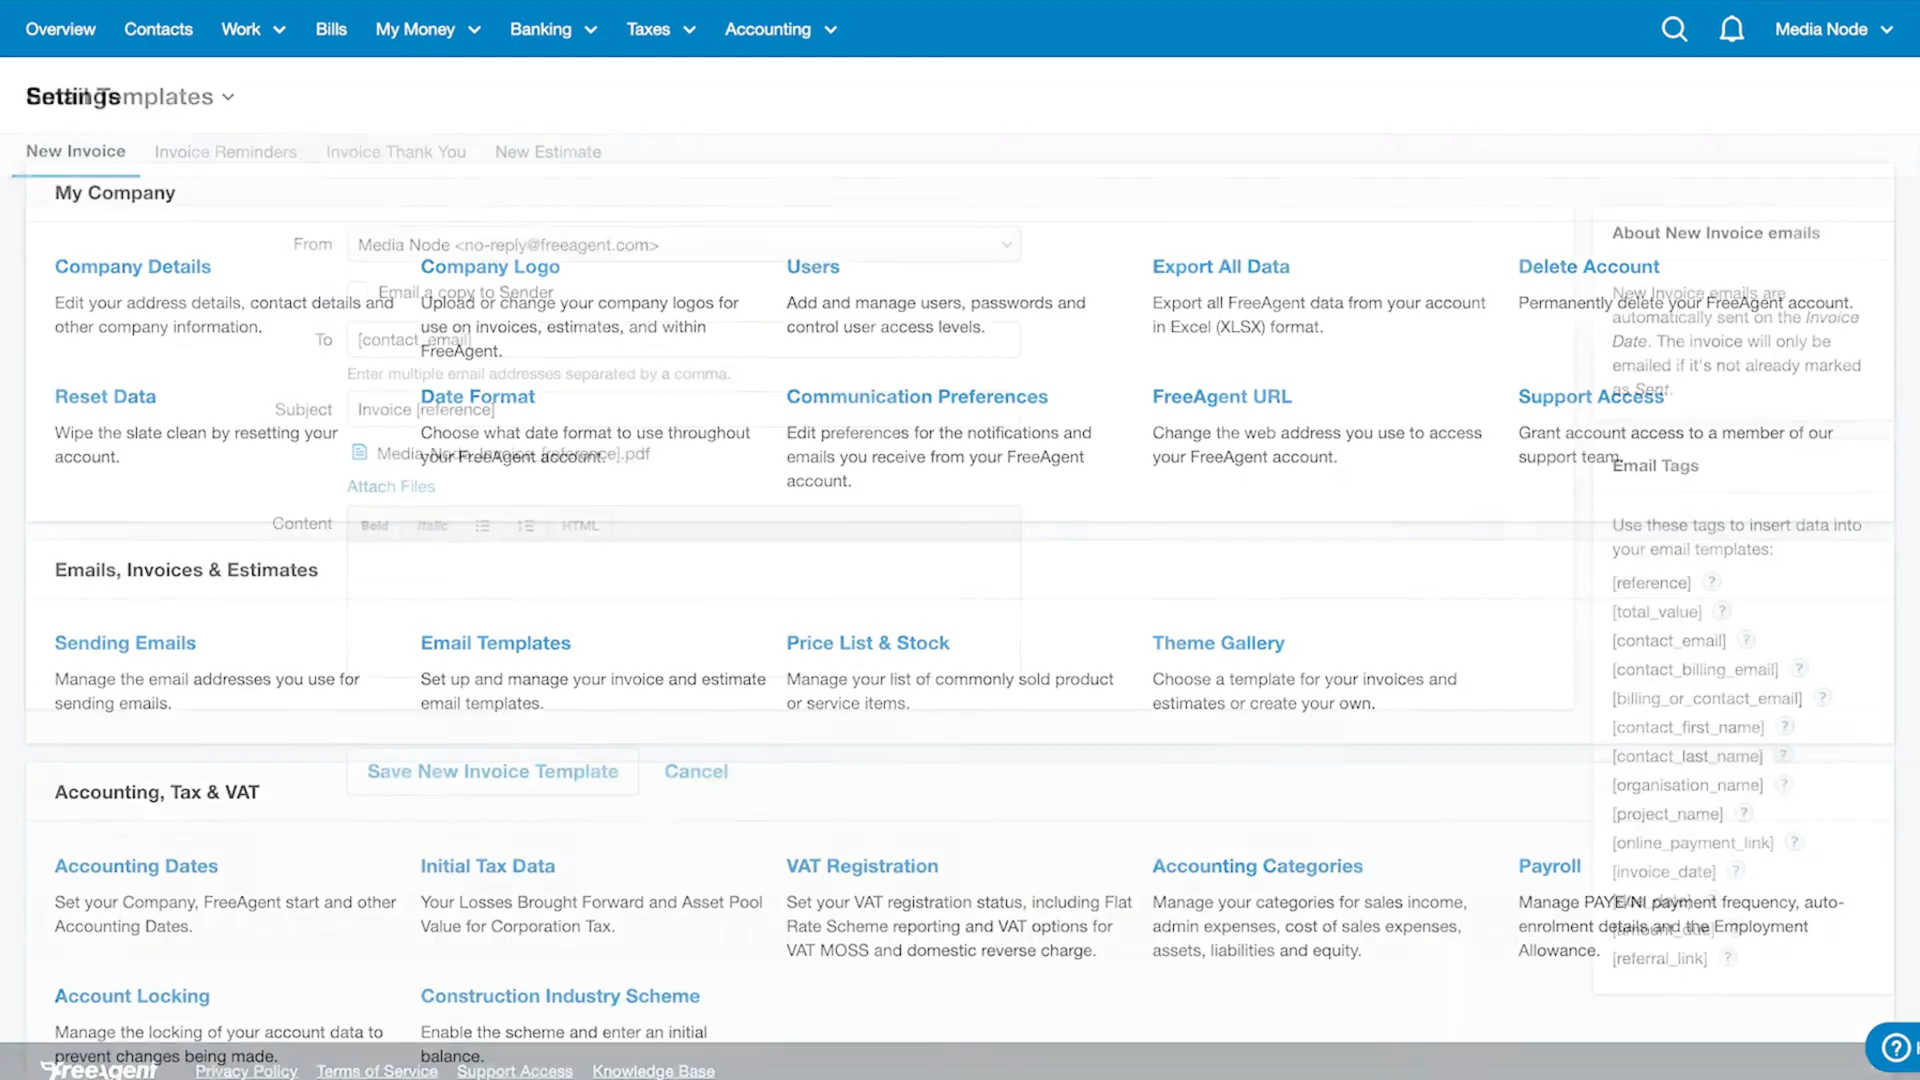 Overview Contacts Work Bills My Money Banking Taxes Accounting Media Node
Settings
Email Templates
New Invoice Invoice Reminders Invoice Thank You New Estimate
My Company
From Media Node <no-reply@freeagent.com>
About New Invoice emails
Company Details Company Logo Users Export All Data Delete Account
Email a copy to Sender
New Invoice emails are
Edit your address details, contact details and Upload or change your company logos for Add and manage users, passwords and Export all FreeAgent data from your account Permanently delete your FreeAgent account.
automatically sent on the Invoice
other company information. use on invoices, estimates, and within control user access levels. in Excel (XLSX) format.
To [contact_email]
Date. The invoice will only be
FreeAgent.
emailed if it's not already marked
Enter multiple email addresses separated by a comma.
as Sent.
Reset Data Date Format Communication Preferences FreeAgent URL Support Access
Subject Invoice [reference]
Wipe the slate clean by resetting your Choose what date format to use throughout Edit preferences for the notifications and Change the web address you use to access Grant account access to a member of our
account. your FreeAgent account. emails you receive from your FreeAgent your FreeAgent account. support team.
Media Node Invoice [reference].pdf
Email Tags
account.
Attach Files
Content Bold Italic HTML
Use these tags to insert data into
your email templates:
Emails, Invoices & Estimates
[reference] ?
[total_value] ?
Sending Emails Email Templates Price List & Stock Theme Gallery
[contact_email] ?
[contact_billing_email] ?
Manage the email addresses you use for Set up and manage your invoice and estimate Manage your list of commonly sold product Choose a template for your invoices and
sending emails. email templates. or service items. estimates or create your own.
[billing_or_contact_email] ?
[contact_first_name] ?
[contact_last_name] ?
Save New Invoice Template Cancel
[organisation_name] ?
Accounting, Tax & VAT
[project_name] ?
[online_payment_link] ?
Accounting Dates Initial Tax Data VAT Registration Accounting Categories Payroll
[invoice_date] ?
Set your Company, FreeAgent start and other Your Losses Brought Forward and Asset Pool Set your VAT registration status, including Flat Manage your categories for sales income, Manage PAYE/NI payment frequency, auto-
Accounting Dates. Value for Corporation Tax. Rate Scheme reporting and VAT options for admin expenses, cost of sales expenses, enrolment details and the Employment
[amount_due]
VAT MOSS and domestic reverse charge. assets, liabilities and equity. Allowance.
[referral_link] ?
Account Locking Construction Industry Scheme
Manage the locking of your account data to Enable the scheme and enter an initial
prevent changes being made. balance.
FreeAgent Privacy Policy Terms of Service Support Access Knowledge Base